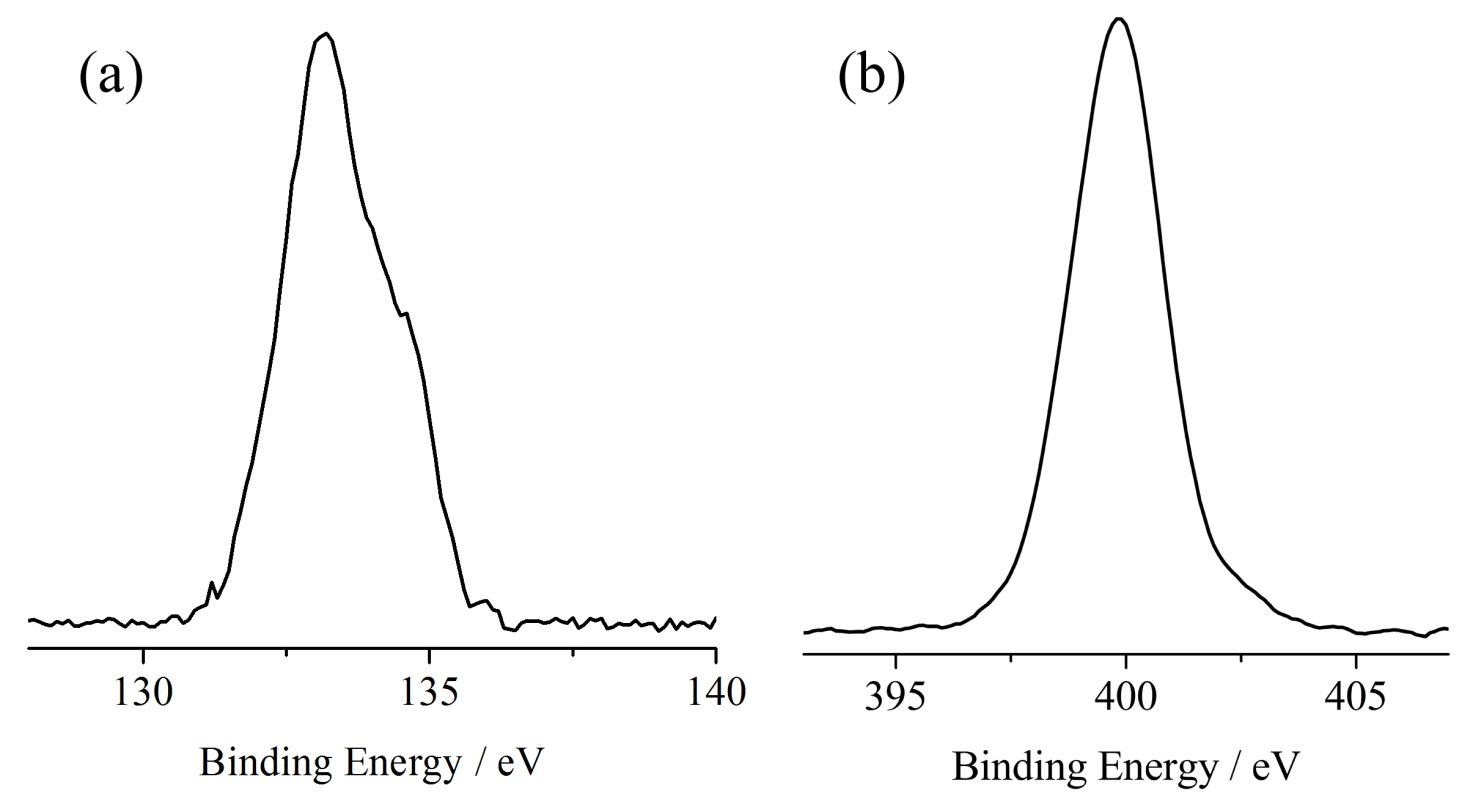 (a)
130 135 140
Binding Energy / eV
(b)
395 400 405
Binding Energy / eV